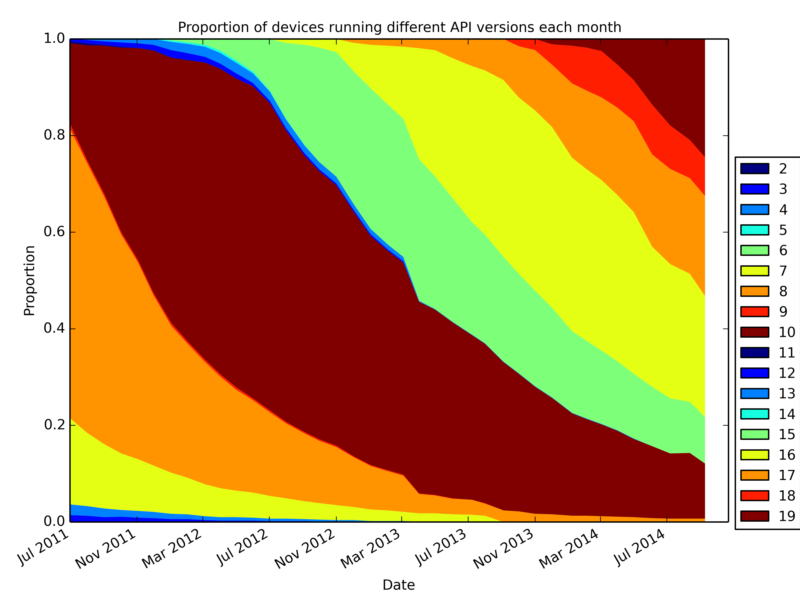 Proportion of devices running different API versions each month
1.0
0.8
0.6
0.4
0.2
0.0
Proportion
Jul 2011
Nov 2011
Mar 2012
Jul 2012
Nov 2012
Mar 2013
Jul 2013
Nov 2013
Mar 2014
Jul 2014
Date
2
3
4
5
6
7
8
9
10
11
12
13
14
15
16
17
18
19